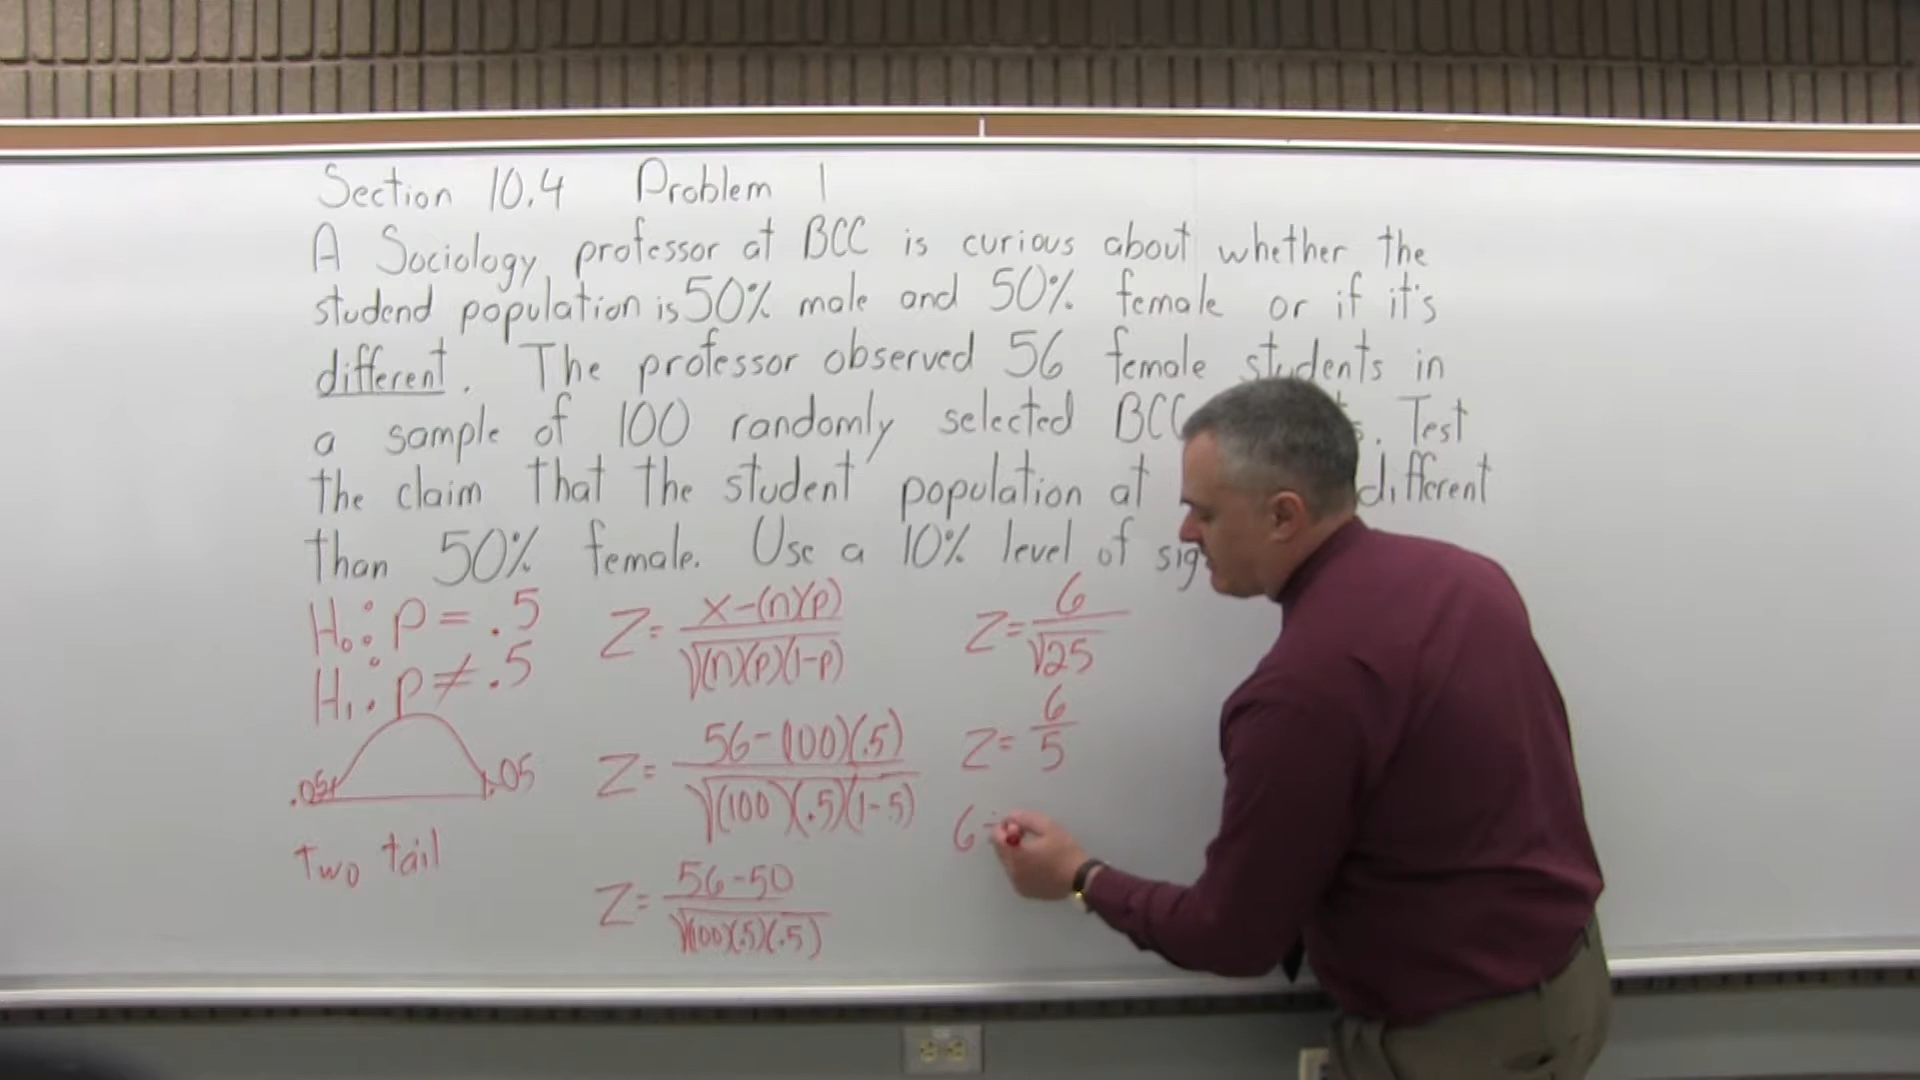 Section 10.4 Problem 1
A Sociology professor at BCC is curious about whether the
studend population is 50% male and 50% female or if it's
different. The professor observed 56 female students in
a sample of 100 randomly selected BCC . Test
the claim that the student population at different
than 50% female. Use a 10% level of sig
H₀: p = .5
H₁: p ≠ .5
.05 .05
Two tail
Z = x-(n)(p) / √(n)(p)(1-p)
Z = 56-(100)(.5) / √(100)(.5)(1-.5)
Z = 56-50 / √(100)(.5)(.5)
Z = 6 / √25
Z = 6 / 5
6